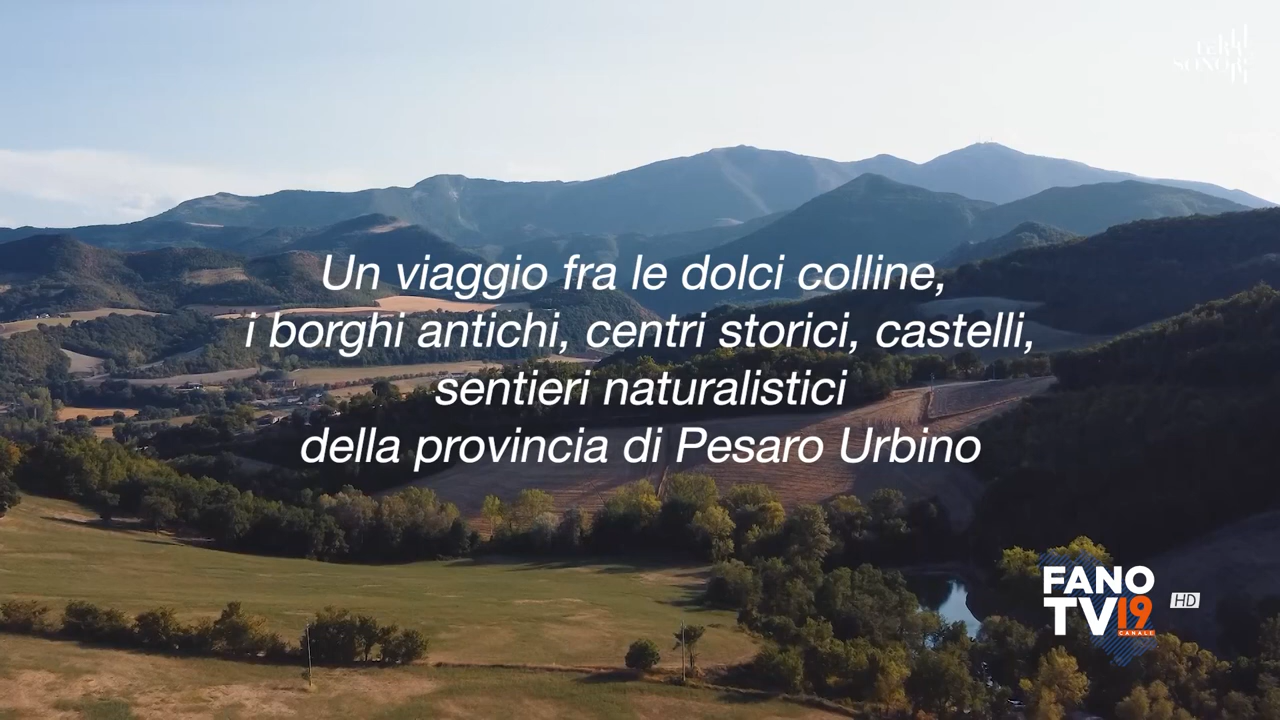 Un viaggio fra le dolci colline,
i borghi antichi, centri storici, castelli,
sentieri naturalistici
della provincia di Pesaro Urbino
FANO
TV19
CANALE
HD